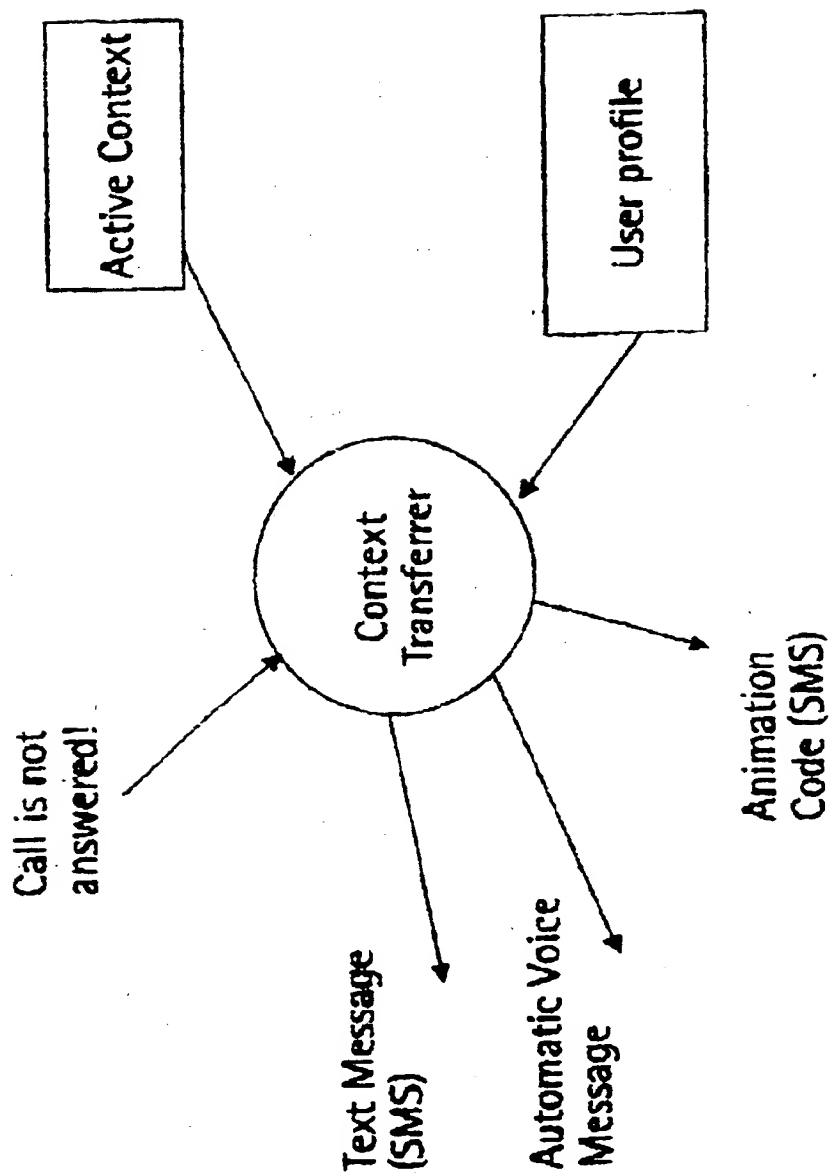 Call is not
answered!
Active Context
Context
Transferrer
User profile
Text Message
(SMS)
Automatic Voice
Message
Animation
Code (SMS)